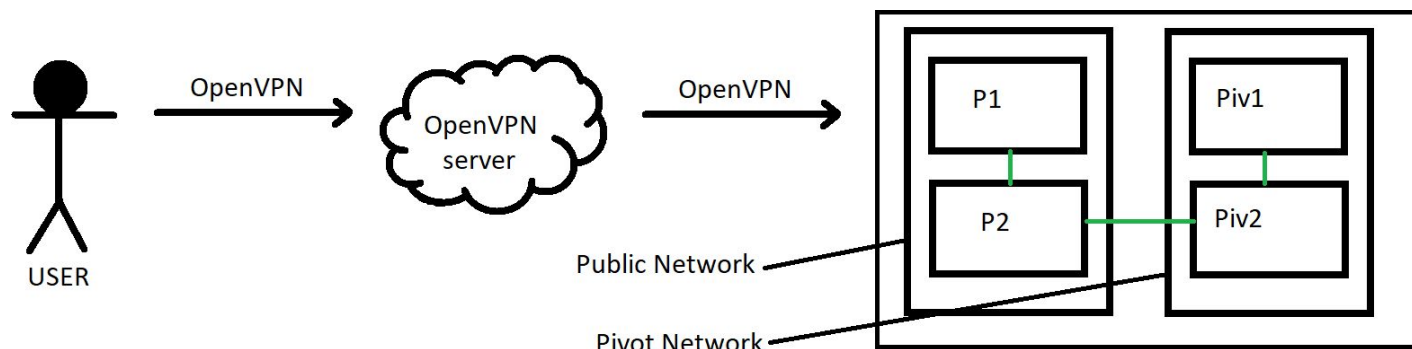 OpenVPN
OpenVPN
server
OpenVPN
USER
P1
P2
Piv1
Piv2
Public Network
Pivot Network